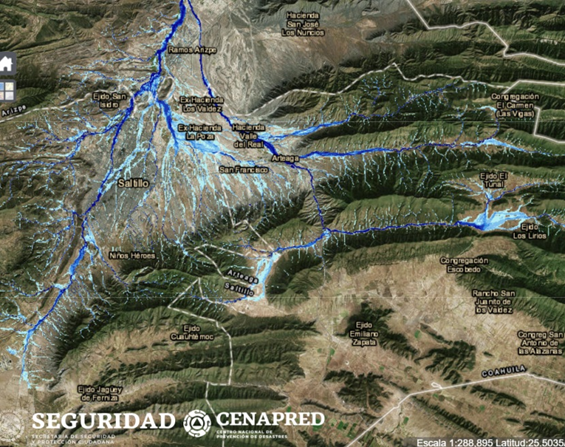 Hacienda
San José
Los Nuncios
Ramos Arizpe
Ejido San
Isidro
Ex-Hacienda
Los Valdez
Congregación
El Carmen
(Las Vigas)
Arizpe
Ex-Hacienda
La Poza
Hacienda
Valle
del Real
Arteaga
San Francisco
Saltillo
Ejido El
Tunal
Ejido
Los Lirios
Niños Héroes
Arteaga
Saltillo
Congregación
Escobedo
Rancho San
Juanito de
los Valdez
Ejido
Cuauhtémoc
Ejido
Emiliano
Zapata
Congreg San
Antonio de
las Alazanas
COAHUILA
Ejido Jagüey
de Ferniza
SEGURIDAD
SECRETARÍA DE SEGURIDAD
Y PROTECCIÓN CIUDADANA
CENAPRED
CENTRO NACIONAL DE
PREVENCIÓN DE DESASTRES
Escala 1:288,895 Latitud:25.5035